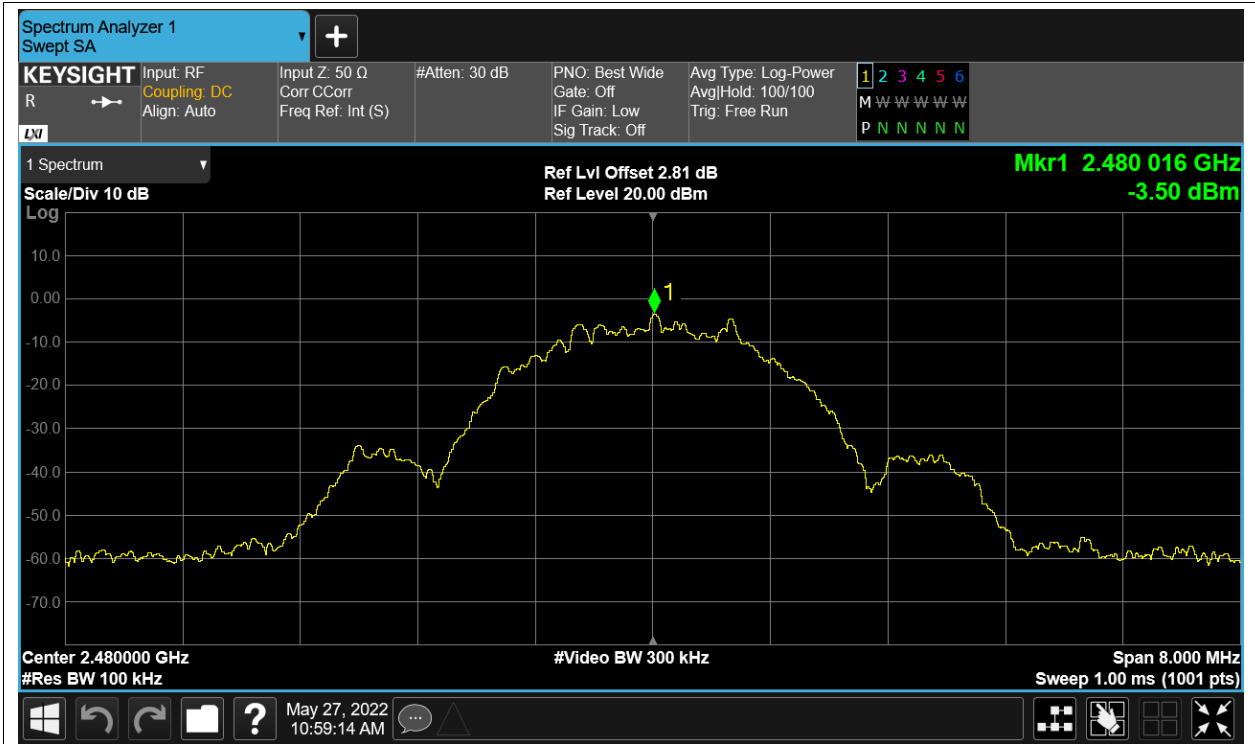 Spectrum Analyzer 1
Swept SA
KEYSIGHT
R
LXI
Input: RF
Coupling: DC
Align: Auto
Input Z: 50 Ω
Corr CCorr
Freq Ref: Int (S)
#Atten: 30 dB
PNO: Best Wide
Gate: Off
IF Gain: Low
Sig Track: Off
Avg Type: Log-Power
Avg|Hold: 100/100
Trig: Free Run
1 2 3 4 5 6
M W W W W W W
P N N N N N N
1 Spectrum
Scale/Div 10 dB
Log
Ref Lvl Offset 2.81 dB
Ref Level 20.00 dBm
Mkr1 2.480 016 GHz
-3.50 dBm
10.0
0.00
-10.0
-20.0
-30.0
-40.0
-50.0
-60.0
-70.0
1
Center 2.480000 GHz
#Res BW 100 kHz
#Video BW 300 kHz
Span 8.000 MHz
Sweep 1.00 ms (1001 pts)
?
May 27, 2022
10:59:14 AM